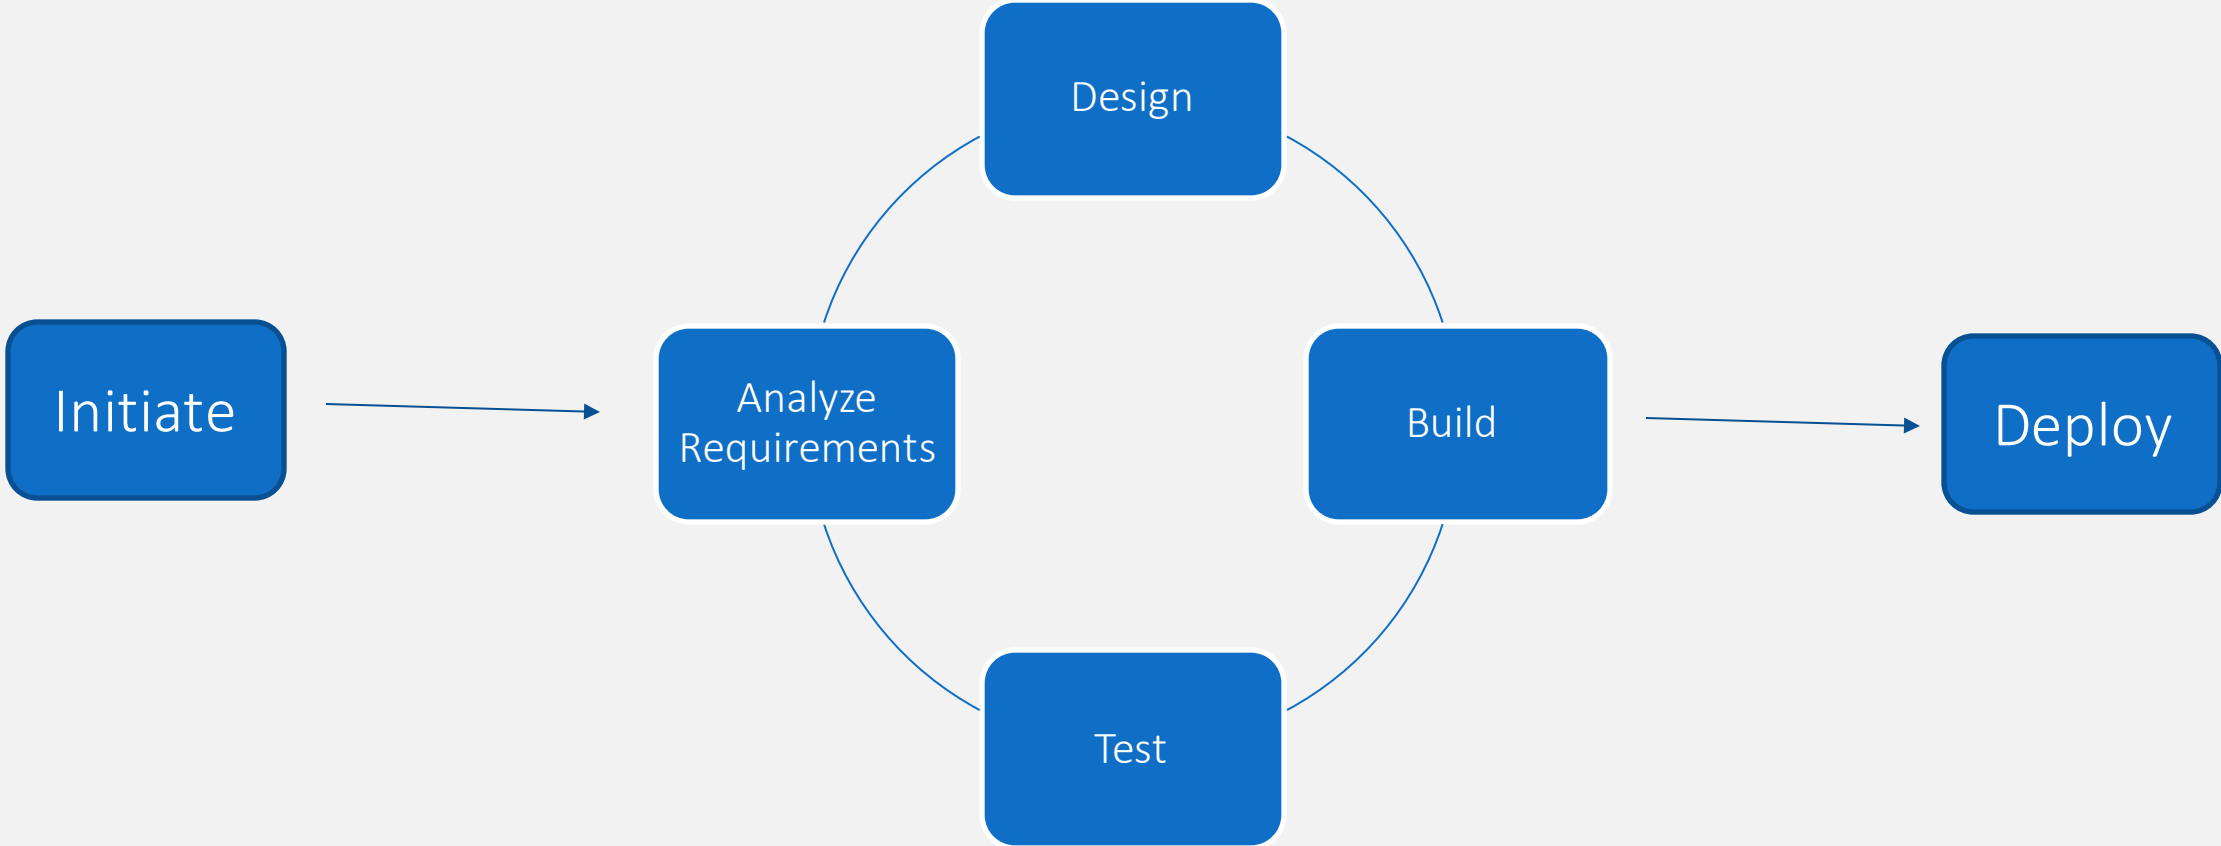 Design
Initiate
Analyze
Requirements
Build
Deploy
Test